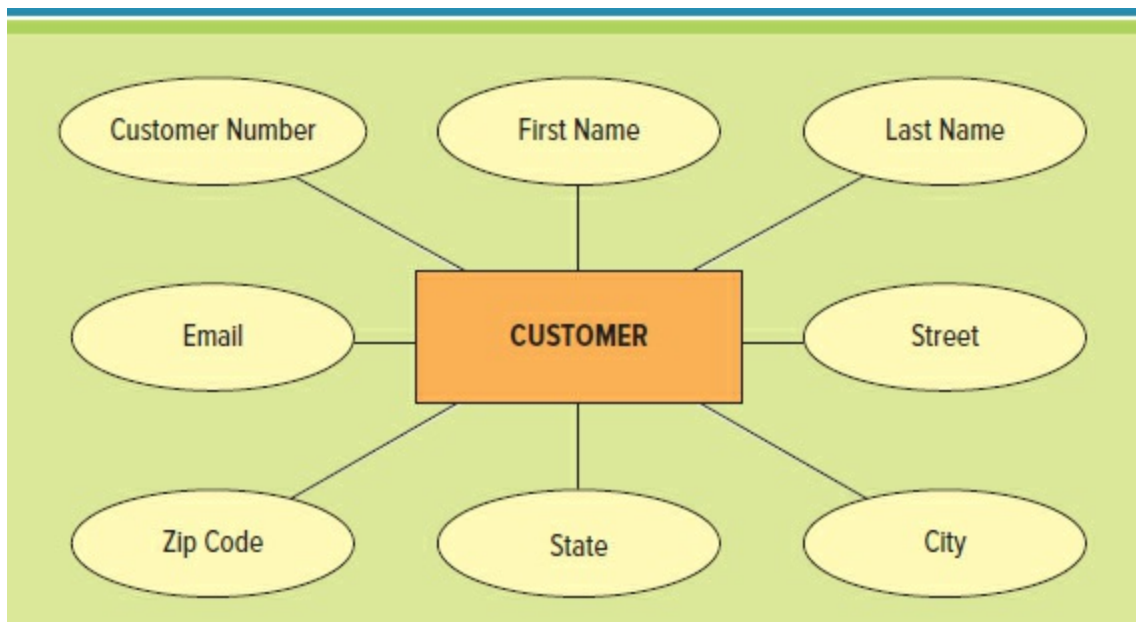 Customer Number
First Name
Last Name
Email
CUSTOMER
Street
Zip Code
State
City